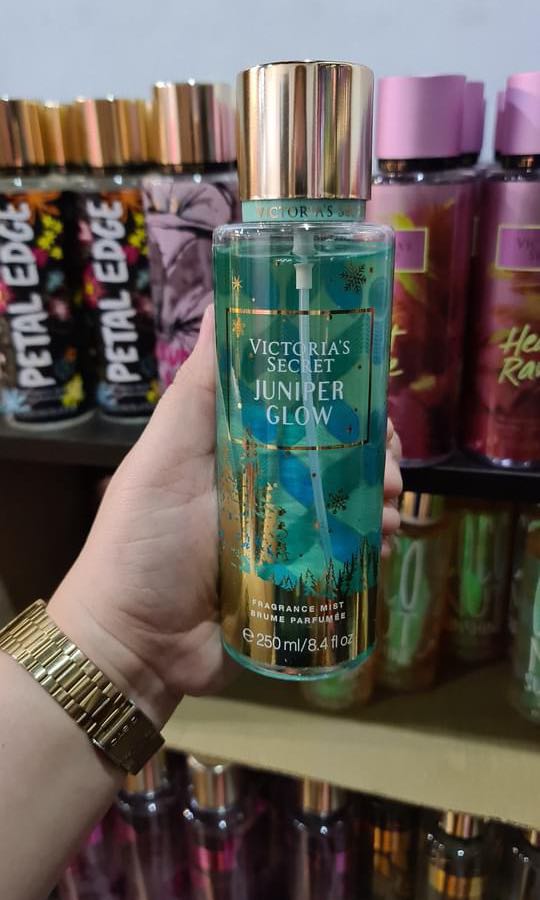 VICTORIA'S SEC
VICTORIA'S
SECRET
JUNIPER
GLOW
FRAGRANCE MIST
BRUME PARFUMÉE
℮ 250 ml/8.4 fl oz
PETAL EDGE
PETAL EDGE